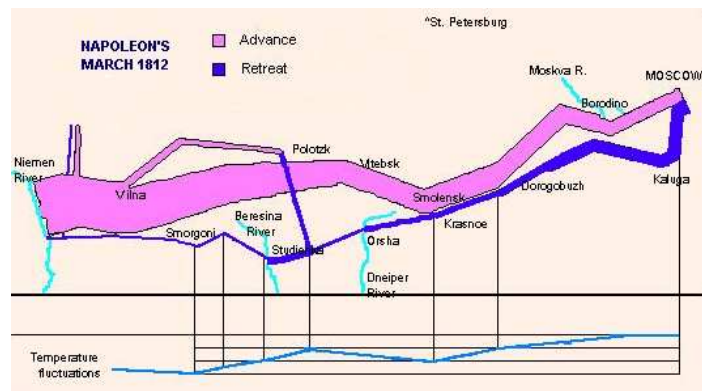 ^St. Petersburg
NAPOLEON'S
MARCH 1812
Advance
Retreat
Moskva R.
MOSCOW
Borodino
Niemen
River
Polotzk
Vitebsk
Vilna
Smolensk
Dorogobuzh
Kaluga
Beresina
River
Smorgoni
Krasnoe
Orsha
Dneiper
River
Temperature
fluctuations